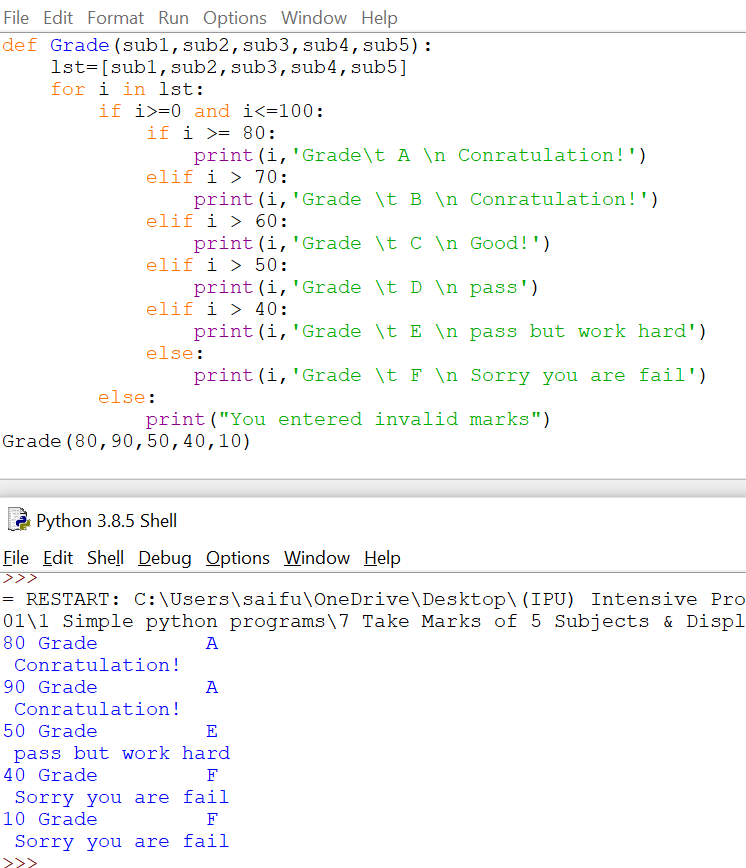 File Edit Format Run Options Window Help
def Grade(sub1,sub2,sub3,sub4,sub5):
    lst=[sub1,sub2,sub3,sub4,sub5]
    for i in lst:
        if i>=0 and i<=100:
            if i >= 80:
                print(i,'Grade\t A \n Conratulation!')
            elif i > 70:
                print(i,'Grade \t B \n Conratulation!')
            elif i > 60:
                print(i,'Grade \t C \n Good!')
            elif i > 50:
                print(i,'Grade \t D \n pass')
            elif i > 40:
                print(i,'Grade \t E \n pass but work hard')
            else:
                print(i,'Grade \t F \n Sorry you are fail')
        else:
            print("You entered invalid marks")
Grade(80,90,50,40,10)
Python 3.8.5 Shell
File Edit Shell Debug Options Window Help
>>>
= RESTART: C:\Users\saifu\OneDrive\Desktop\(IPU) Intensive Pro
01\1 Simple python programs\7 Take Marks of 5 Subjects & Displ
80 Grade         A
 Conratulation!
90 Grade         A
 Conratulation!
50 Grade         E
 pass but work hard
40 Grade         F
 Sorry you are fail
10 Grade         F
 Sorry you are fail
>>>